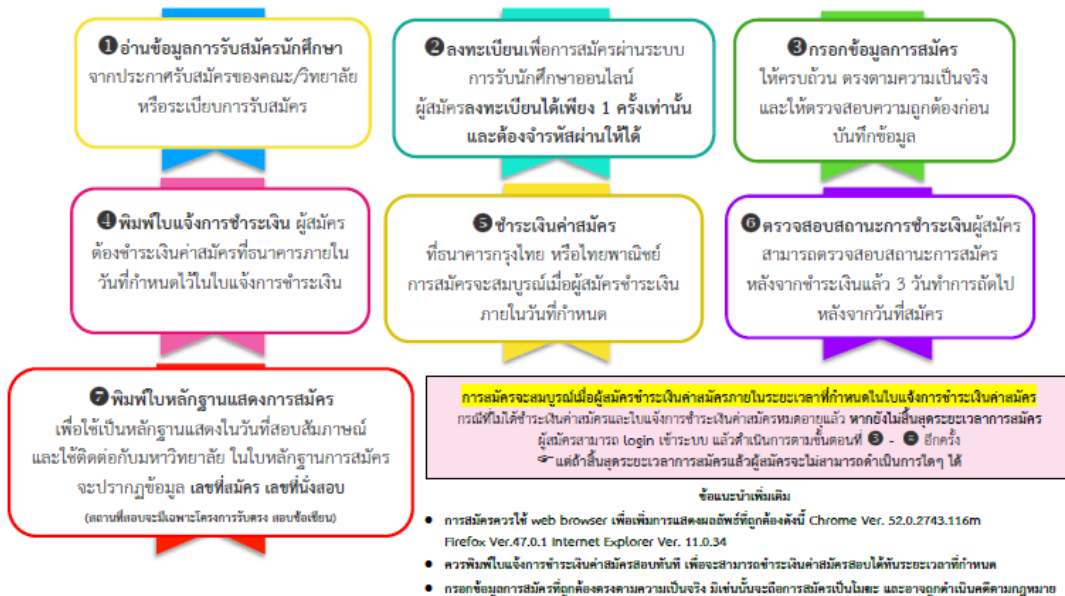 ❶อ่านข้อมูลการรับสมัครนักศึกษา
จากประกาศรับสมัครของคณะ/วิทยาลัย
หรือระเบียบการรับสมัคร
❷ลงทะเบียนเพื่อการสมัครผ่านระบบ
การรับนักศึกษาออนไลน์
ผู้สมัครลงทะเบียนได้เพียง 1 ครั้งเท่านั้น
และต้องจำรหัสผ่านให้ได้
❸กรอกข้อมูลการสมัคร
ให้ครบถ้วน ตรงตามความเป็นจริง
และให้ตรวจสอบความถูกต้องก่อน
บันทึกข้อมูล
❹พิมพ์ใบแจ้งการชำระเงิน ผู้สมัคร
ต้องชำระเงินค่าสมัครที่ธนาคารภายใน
วันที่กำหนดไว้ในใบแจ้งการชำระเงิน
❺ชำระเงินค่าสมัคร
ที่ธนาคารกรุงไทย หรือไทยพาณิชย์
การสมัครจะสมบูรณ์เมื่อผู้สมัครชำระเงิน
ภายในวันที่กำหนด
❻ตรวจสอบสถานะการชำระเงินผู้สมัคร
สามารถตรวจสอบสถานะการสมัคร
หลังจากชำระเงินแล้ว 3 วันทำการถัดไป
หลังจากวันที่สมัคร
❼พิมพ์ใบหลักฐานแสดงการสมัคร
เพื่อใช้เป็นหลักฐานแสดงในวันที่สอบสัมภาษณ์
และใช้ติดต่อกับมหาวิทยาลัย ในใบหลักฐานการสมัคร
จะปรากฏข้อมูล เลขที่สมัคร เลขที่นั่งสอบ
(สถานที่สอบจะมีเฉพาะโครงการรับตรง สอบข้อเขียน)
การสมัครจะสมบูรณ์เมื่อผู้สมัครชำระเงินค่าสมัครภายในระยะเวลาที่กำหนดในใบแจ้งการชำระเงินค่าสมัคร
กรณีที่ไม่ได้ชำระเงินค่าสมัครและใบแจ้งการชำระเงินค่าสมัครหมดอายุแล้ว หากยังไม่สิ้นสุดระยะเวลาการสมัคร
ผู้สมัครสามารถ login เข้าระบบ แล้วดำเนินการตามขั้นตอนที่ ❸ - อีกครั้ง
☞ แต่ถ้าสิ้นสุดระยะเวลาการสมัครแล้วผู้สมัครจะไม่สามารถดำเนินการใดๆ ได้
ข้อแนะนำเพิ่มเติม
● การสมัครควรใช้ web browser เพื่อเพิ่มการแสดงผลลัพธ์ที่ถูกต้องดังนี้ Chrome Ver. 52.0.2743.116m
Firefox Ver.47.0.1 Internet Explorer Ver. 11.0.34
● ควรพิมพ์ใบแจ้งการชำระเงินค่าสมัครสอบทันที เพื่อจะสามารถชำระเงินค่าสมัครสอบได้ทันระยะเวลาที่กำหนด
● กรอกข้อมูลการสมัครที่ถูกต้องตรงตามความเป็นจริง มิเช่นนั้นจะถือการสมัครเป็นโมฆะ และอาจถูกดำเนินคดีตามกฎหมาย